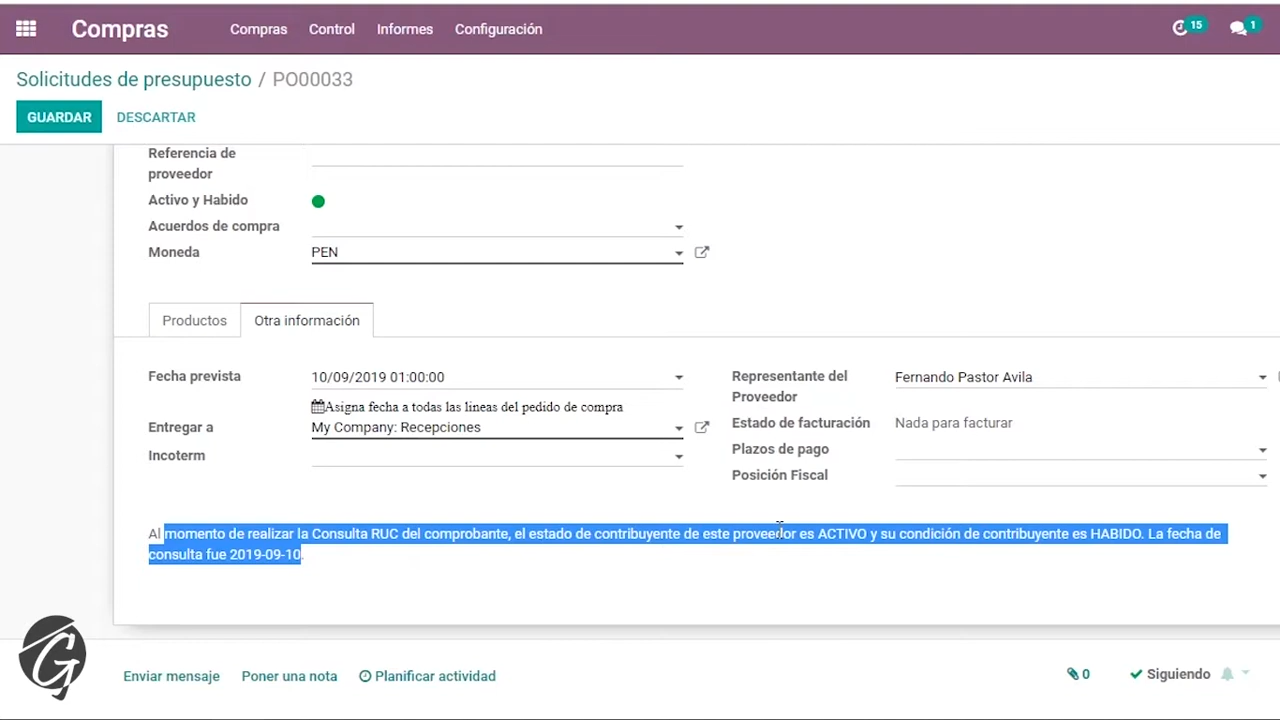 Compras Compras Control Informes Configuración 15 1
Solicitudes de presupuesto / PO00033
GUARDAR DESCARTAR
Referencia de
proveedor
Activo y Habido
Acuerdos de compra
Moneda PEN
Productos Otra información
Fecha prevista 10/09/2019 01:00:00
Asigna fecha a todas las lineas del pedido de compra
Entregar a My Company: Recepciones
Incoterm
Representante del
Proveedor Fernando Pastor Avila
Estado de facturación Nada para facturar
Plazos de pago
Posición Fiscal
Al momento de realizar la Consulta RUC del comprobante, el estado de contribuyente de este proveedor es ACTIVO y su condición de contribuyente es HABIDO. La fecha de
consulta fue 2019-09-10.
G
Enviar mensaje Poner una nota Planificar actividad 0 Siguiendo